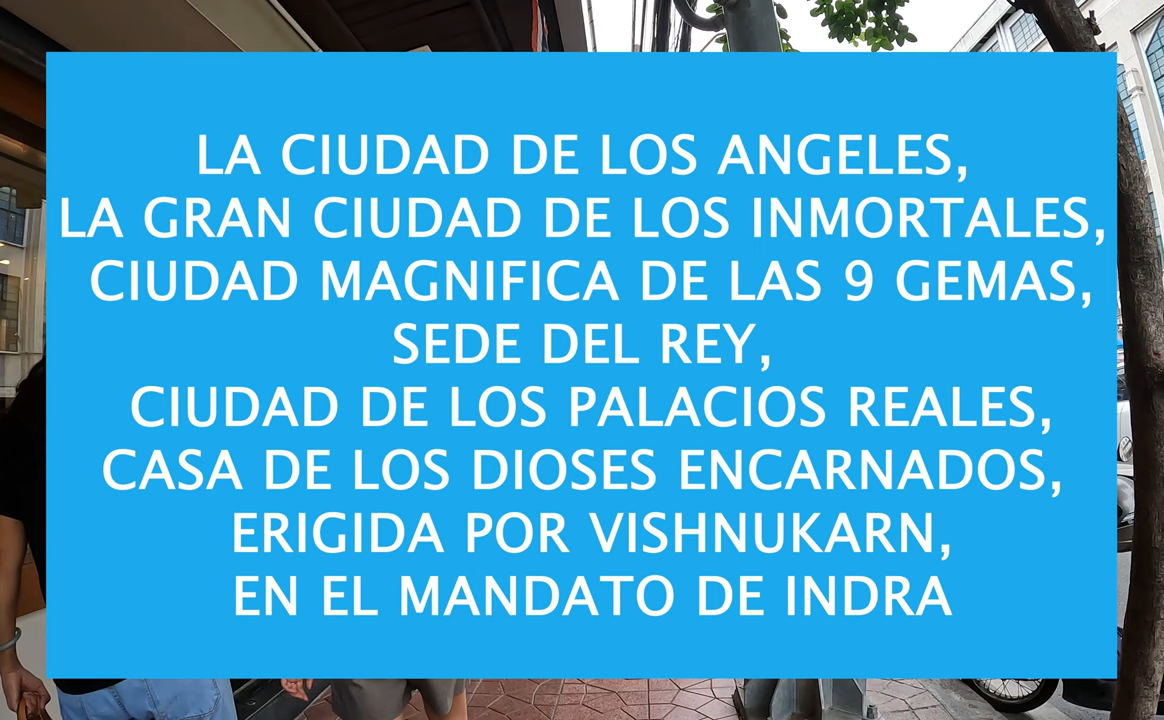 LA CIUDAD DE LOS ANGELES,
LA GRAN CIUDAD DE LOS INMORTALES,
CIUDAD MAGNIFICA DE LAS 9 GEMAS,
SEDE DEL REY,
CIUDAD DE LOS PALACIOS REALES,
CASA DE LOS DIOSES ENCARNADOS,
ERIGIDA POR VISHNUKARN,
EN EL MANDATO DE INDRA